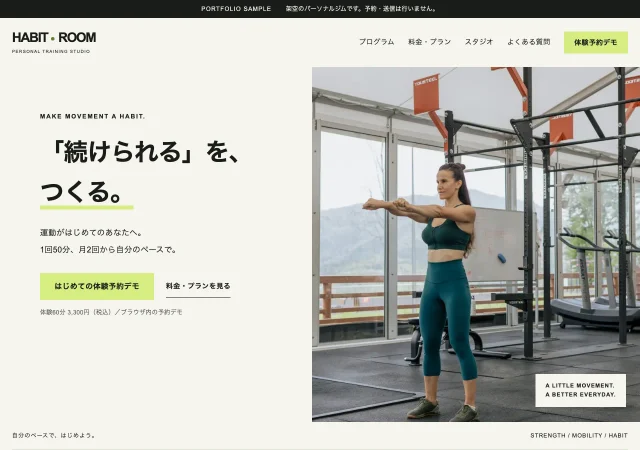 PORTFOLIO SAMPLE 架空のパーソナルジムです。予約・送信は行いません。
HABIT・ROOM
PERSONAL TRAINING STUDIO
プログラム 料金・プラン スタジオ よくある質問 体験予約デモ
MAKE MOVEMENT A HABIT.
「続けられる」を、
つくる。
運動がはじめてのあなたへ。
1回50分、月2回から自分のペースで。
はじめての体験予約デモ 料金・プランを見る
体験60分 3,300円（税込）／ブラウザ内の予約デモ
A LITTLE MOVEMENT.
A BETTER EVERYDAY.
自分のペースで、はじめよう。
STRENGTH / MOBILITY / HABIT